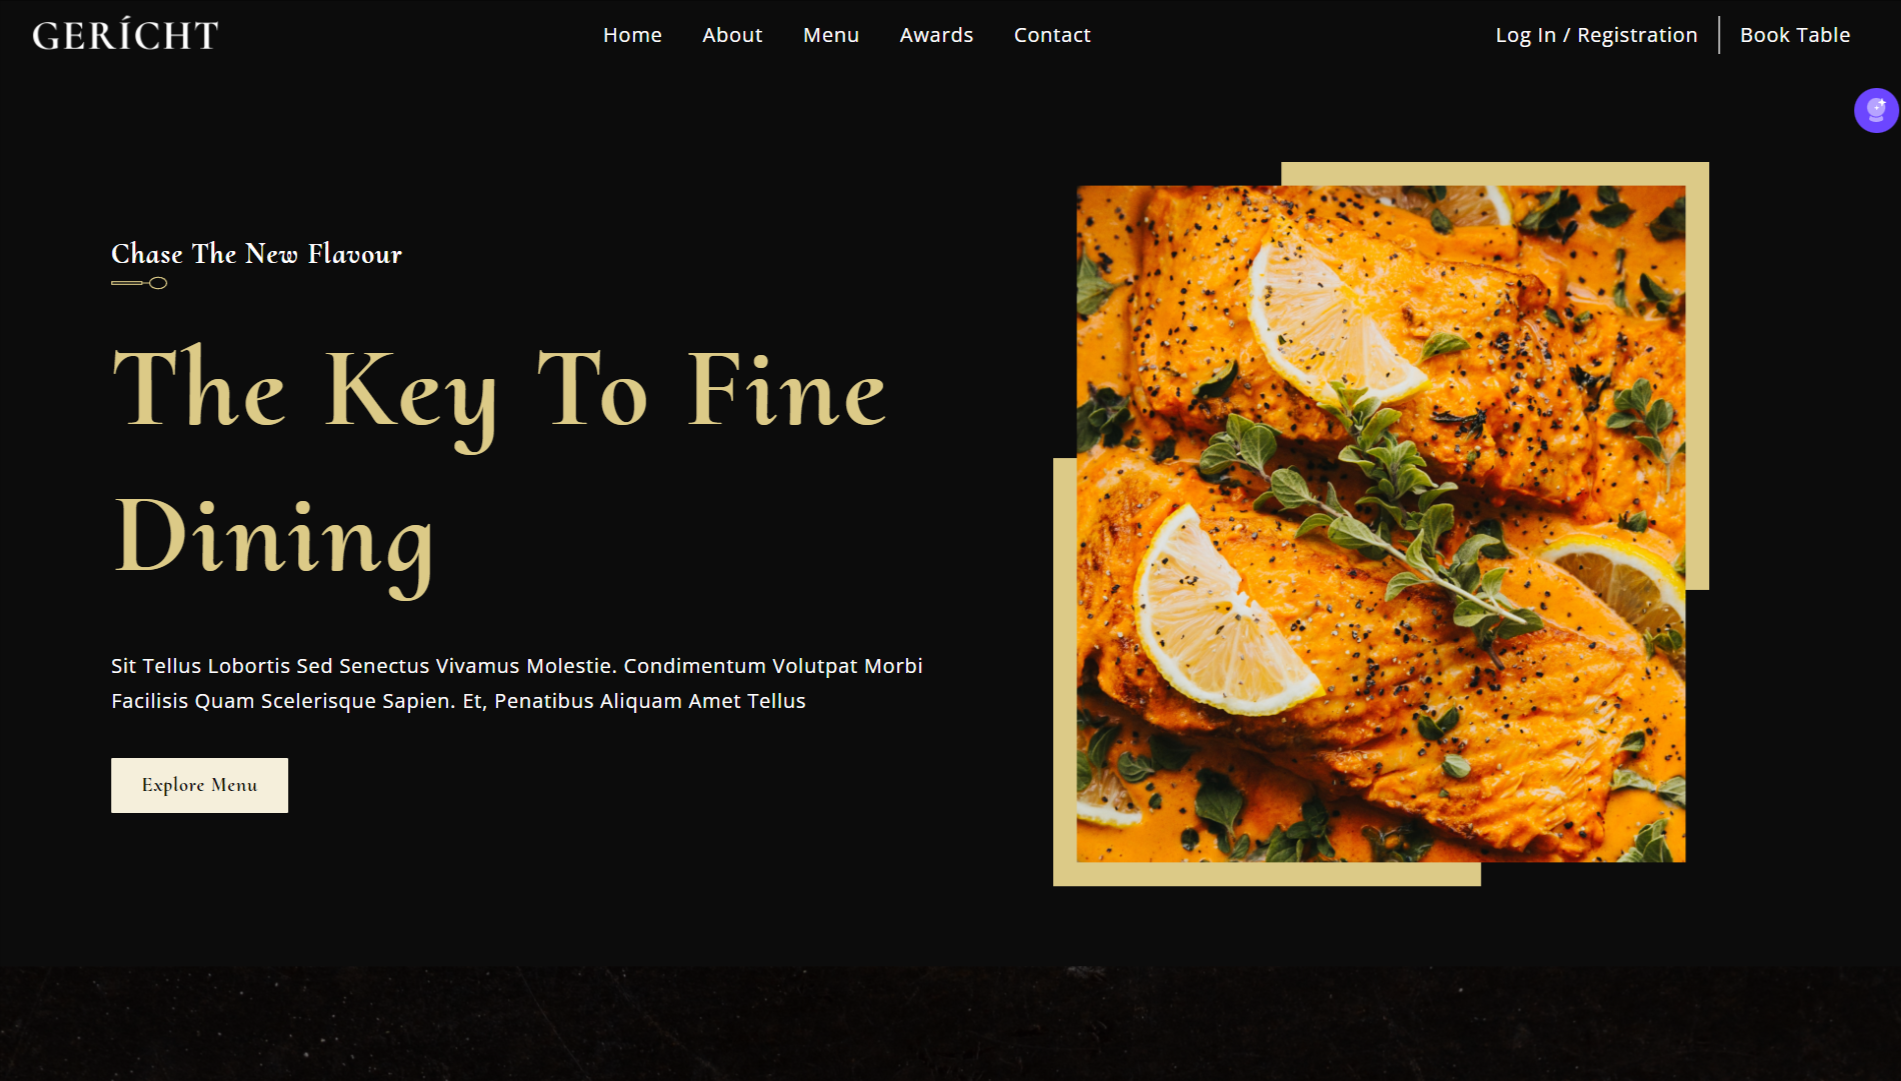 GERÍCHT
Home About Menu Awards Contact
Log In / Registration Book Table
Chase The New Flavour
The Key To Fine
Dining
Sit Tellus Lobortis Sed Senectus Vivamus Molestie. Condimentum Volutpat Morbi
Facilisis Quam Scelerisque Sapien. Et, Penatibus Aliquam Amet Tellus
Explore Menu